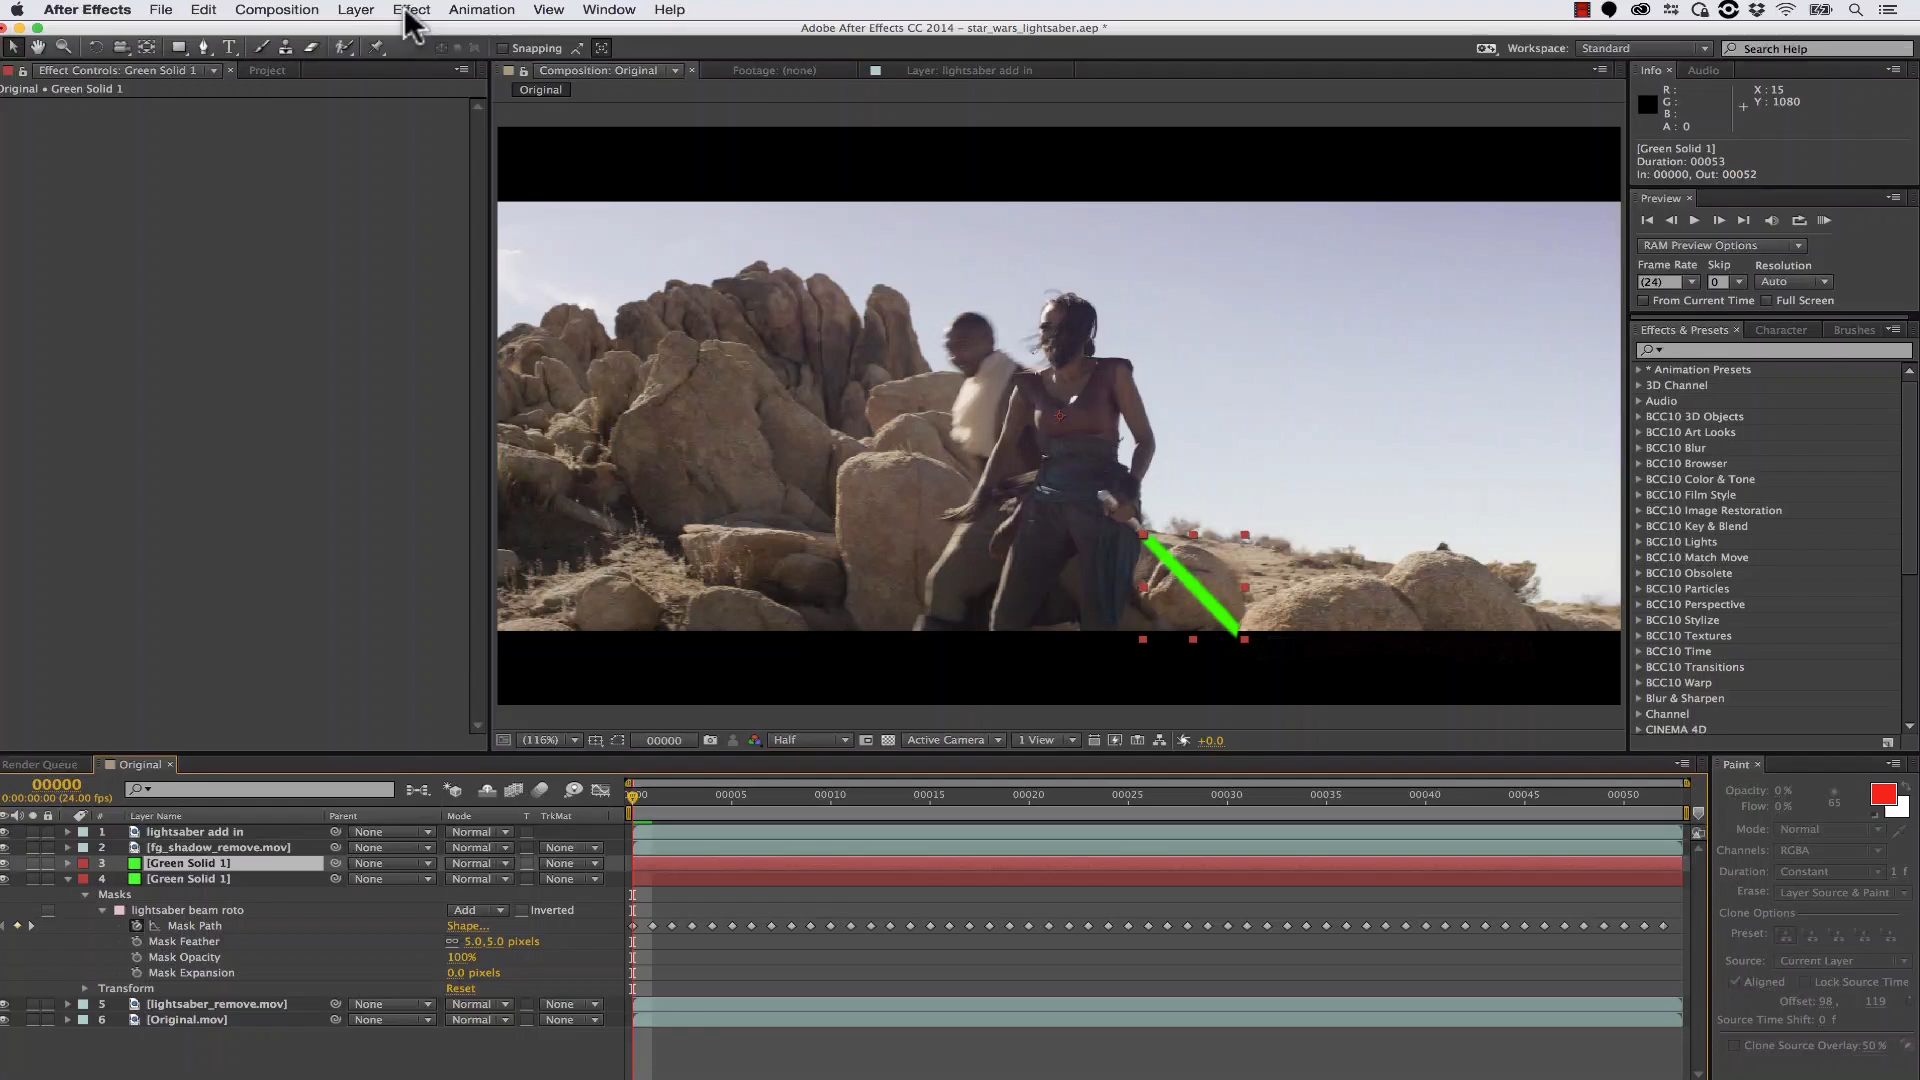 After Effects File Edit Composition Layer Effect Animation View Window Help
Adobe After Effects CC 2014 – star_wars_lightsaber.aep *
T Snapping Workspace: Standard Search Help
Effect Controls: Green Solid 1 Project
Original • Green Solid 1
Composition: Original Footage: (none) Layer: lightsaber add in
Original
Info Audio
R :
G :
B :
A : 0
X : 15
Y : 1080
[Green Solid 1]
Duration: 00053
In: 00000, Out: 00052
Preview
RAM Preview Options
Frame Rate Skip Resolution
(24) 0 Auto
From Current Time Full Screen
Effects & Presets Character Brushes
* Animation Presets
3D Channel
Audio
BCC10 3D Objects
BCC10 Art Looks
BCC10 Blur
BCC10 Browser
BCC10 Color & Tone
BCC10 Film Style
BCC10 Image Restoration
BCC10 Key & Blend
BCC10 Lights
BCC10 Match Move
BCC10 Obsolete
BCC10 Particles
BCC10 Perspective
BCC10 Stylize
BCC10 Textures
BCC10 Time
BCC10 Transitions
BCC10 Warp
Blur & Sharpen
Channel
CINEMA 4D
(116%) 00000 Half Active Camera 1 View +0.0
Render Queue Original
00000
0:00:00:00 (24.00 fps)
:00 00005 00010 00015 00020 00025 00030 00035 00040 00045 00050
# Layer Name Parent Mode T TrkMat
1 lightsaber add in None Normal
2 [fg_shadow_remove.mov] None Normal None
3 [Green Solid 1] None Normal None
4 [Green Solid 1] None Normal None
Masks
lightsaber beam roto Add Inverted
Mask Path Shape...
Mask Feather 5.0,5.0 pixels
Mask Opacity 100%
Mask Expansion 0.0 pixels
Transform Reset
5 [lightsaber_remove.mov] None Normal None
6 [Original.mov] None Normal None
Paint
Opacity: 0 %
Flow: 0 % 65
Mode: Normal
Channels: RGBA
Duration: Constant 1 f
Erase: Layer Source & Paint
Clone Options
Preset:
Source: Current Layer
Aligned Lock Source Time
Offset: 98 , 119
Source Time Shift: 0 f
Clone Source Overlay: 50 %